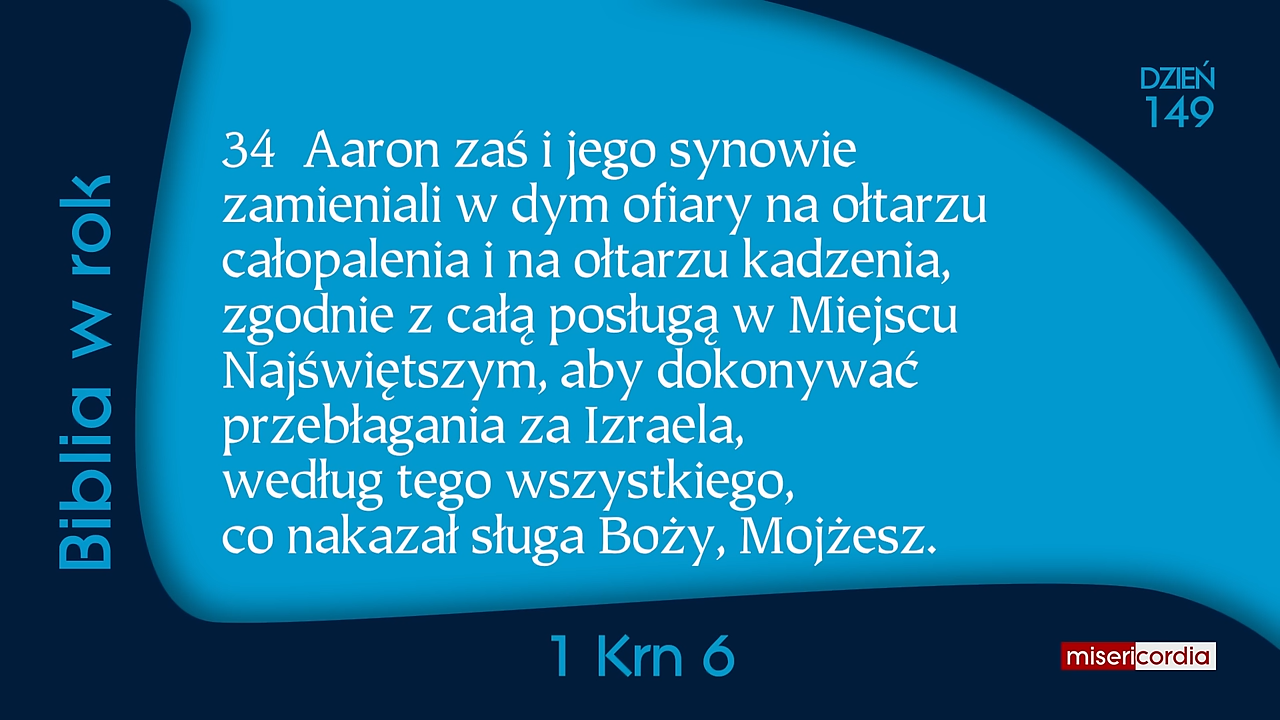 DZIEŃ
149
34 Aaron zaś i jego synowie
zamieniali w dym ofiary na ołtarzu
całopalenia i na ołtarzu kadzenia,
zgodnie z całą posługą w Miejscu
Najświętszym, aby dokonywać
przebłagania za Izraela,
według tego wszystkiego,
co nakazał sługa Boży, Mojżesz.
Biblia w rok
1 Krn 6
misericordia